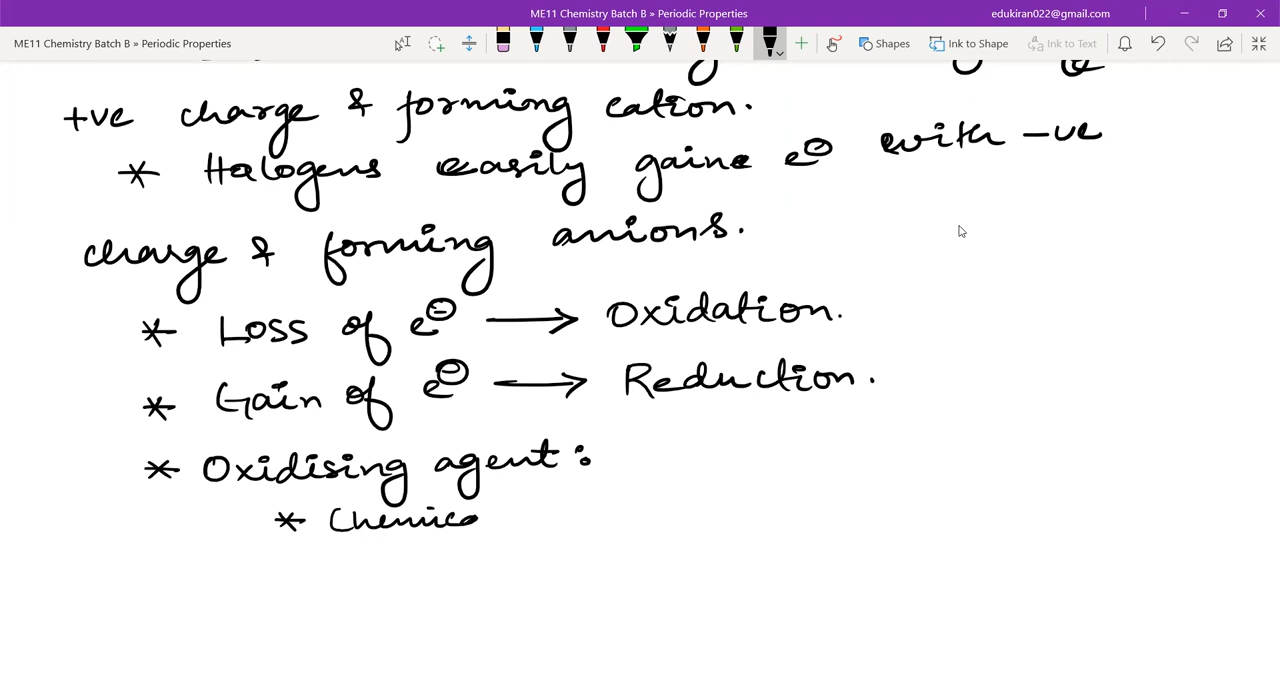 ME11 Chemistry Batch B » Periodic Properties
edukiran022@gmail.com
ME11 Chemistry Batch B » Periodic Properties
Shapes
Ink to Shape
Ink to Text
+ve charge & forming cation.
* Halogens easily gain e⊖ with -ve
charge & forming anions.
* Loss of e⊖ → Oxidation.
* Gain of e⊖ → Reduction.
* Oxidising agent:
* Chemica